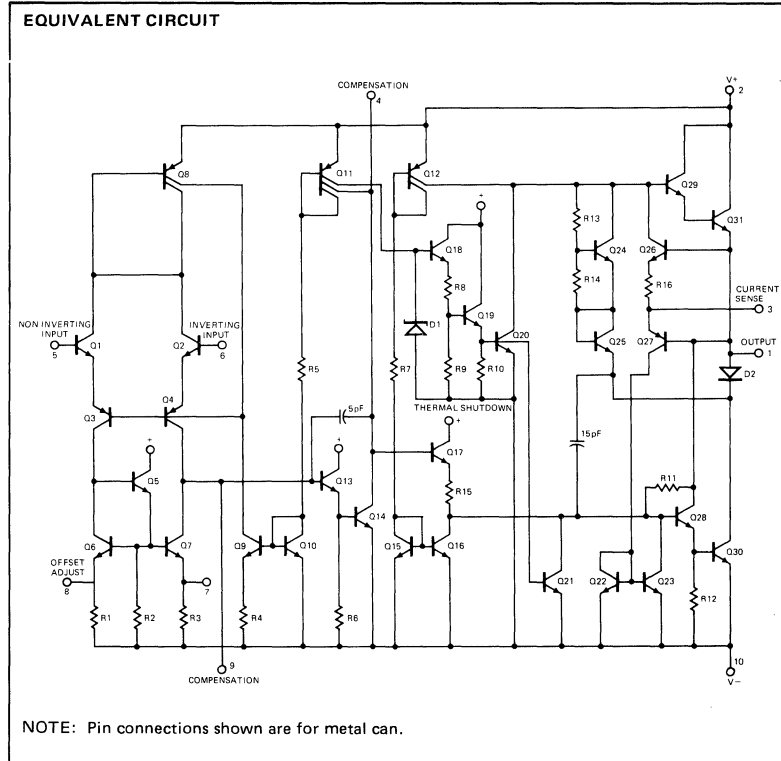 EQUIVALENT CIRCUIT
COMPENSATION
4
V+
2
Q8
Q11
Q12
Q29
Q31
+
R13
Q24
Q26
Q18
R8
R14
R16
CURRENT
SENSE
3
NON INVERTING
INPUT
5
INVERTING
INPUT
6
Q1
Q2
D1
Q19
Q20
Q25
Q27
OUTPUT
1
R5
R7
R9
R10
D2
Q3
Q4
THERMAL SHUTDOWN
5pF
+
+
+
15pF
Q17
Q5
Q13
R15
R11
Q14
Q28
Q6
Q7
Q9
Q10
Q15
Q16
Q30
OFFSET
ADJUST
8
7
Q21
Q22
Q23
R12
R1
R2
R3
R4
R6
9
COMPENSATION
10
V−
NOTE: Pin connections shown are for metal can.